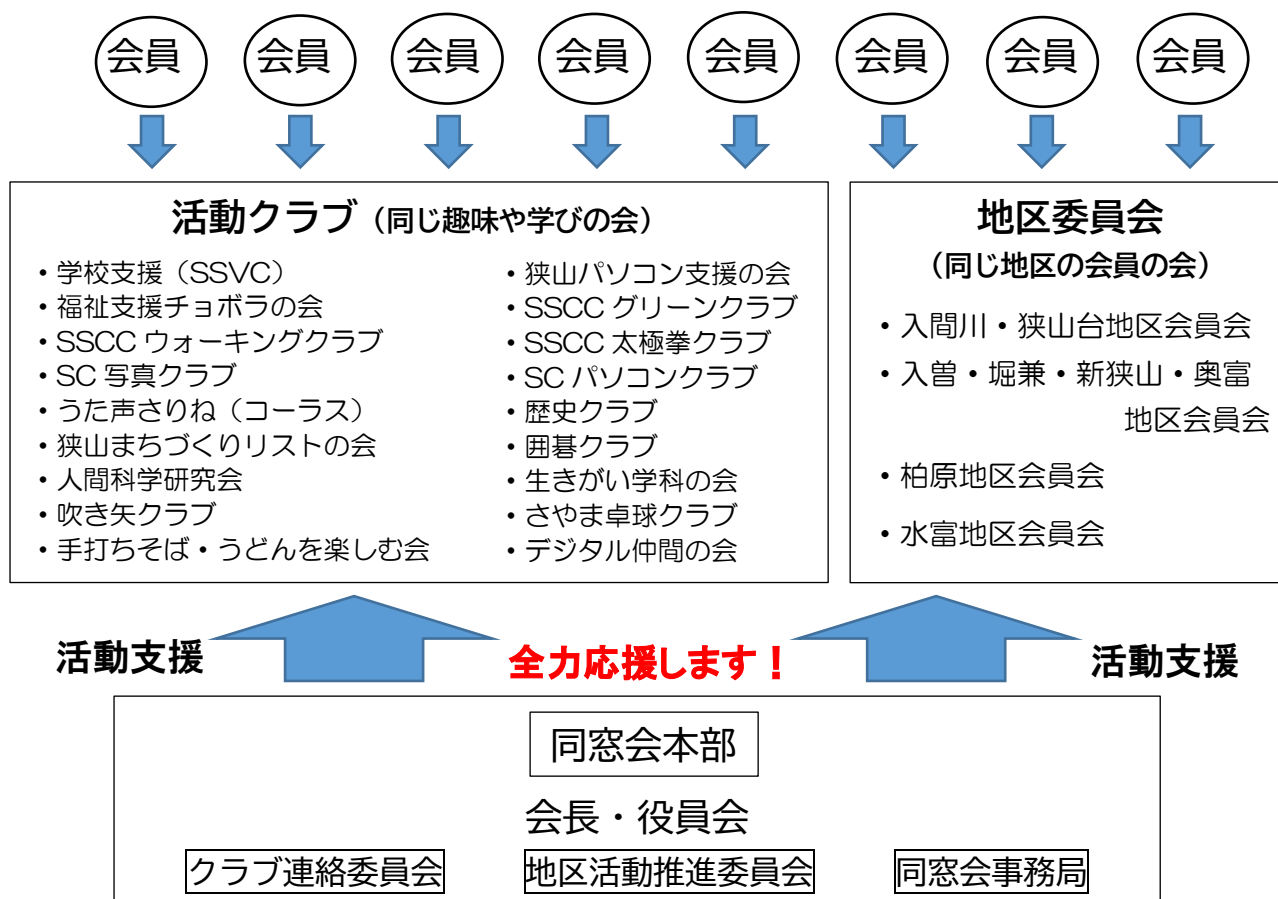 会員 会員 会員 会員 会員 会員 会員 会員
活動クラブ（同じ趣味や学びの会）
・学校支援（SSVC）
・福祉支援チョボラの会
・SSCC ウォーキングクラブ
・SC 写真クラブ
・うた声さりね（コーラス）
・狭山まちづくりリストの会
・人間科学研究会
・吹き矢クラブ
・手打ちそば・うどんを楽しむ会
・狭山パソコン支援の会
・SSCC グリーンクラブ
・SSCC 太極拳クラブ
・SC パソコンクラブ
・歴史クラブ
・囲碁クラブ
・生きがい学科の会
・さやま卓球クラブ
・デジタル仲間の会
地区委員会
（同じ地区の会員の会）
・入間川・狭山台地区会員会
・入曽・堀兼・新狭山・奥富
地区会員会
・柏原地区会員会
・水富地区会員会
活動支援 全力応援します！ 活動支援
同窓会本部
会長・役員会
クラブ連絡委員会 地区活動推進委員会 同窓会事務局